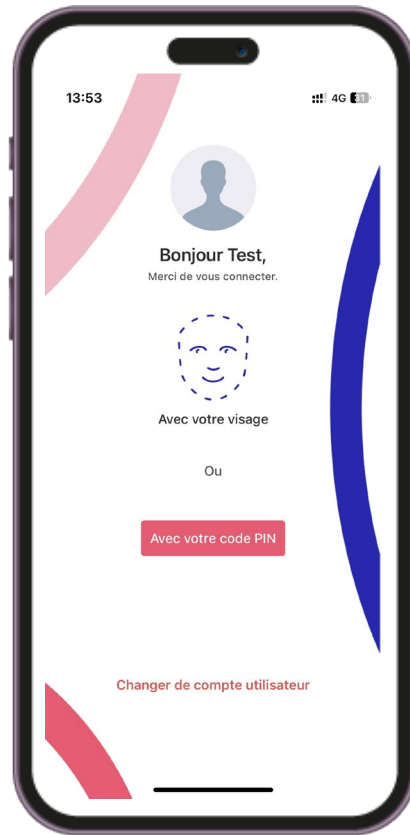 13:53
4G 31
Bonjour Test,
Merci de vous connecter.
Avec votre visage
Ou
Avec votre code PIN
Changer de compte utilisateur